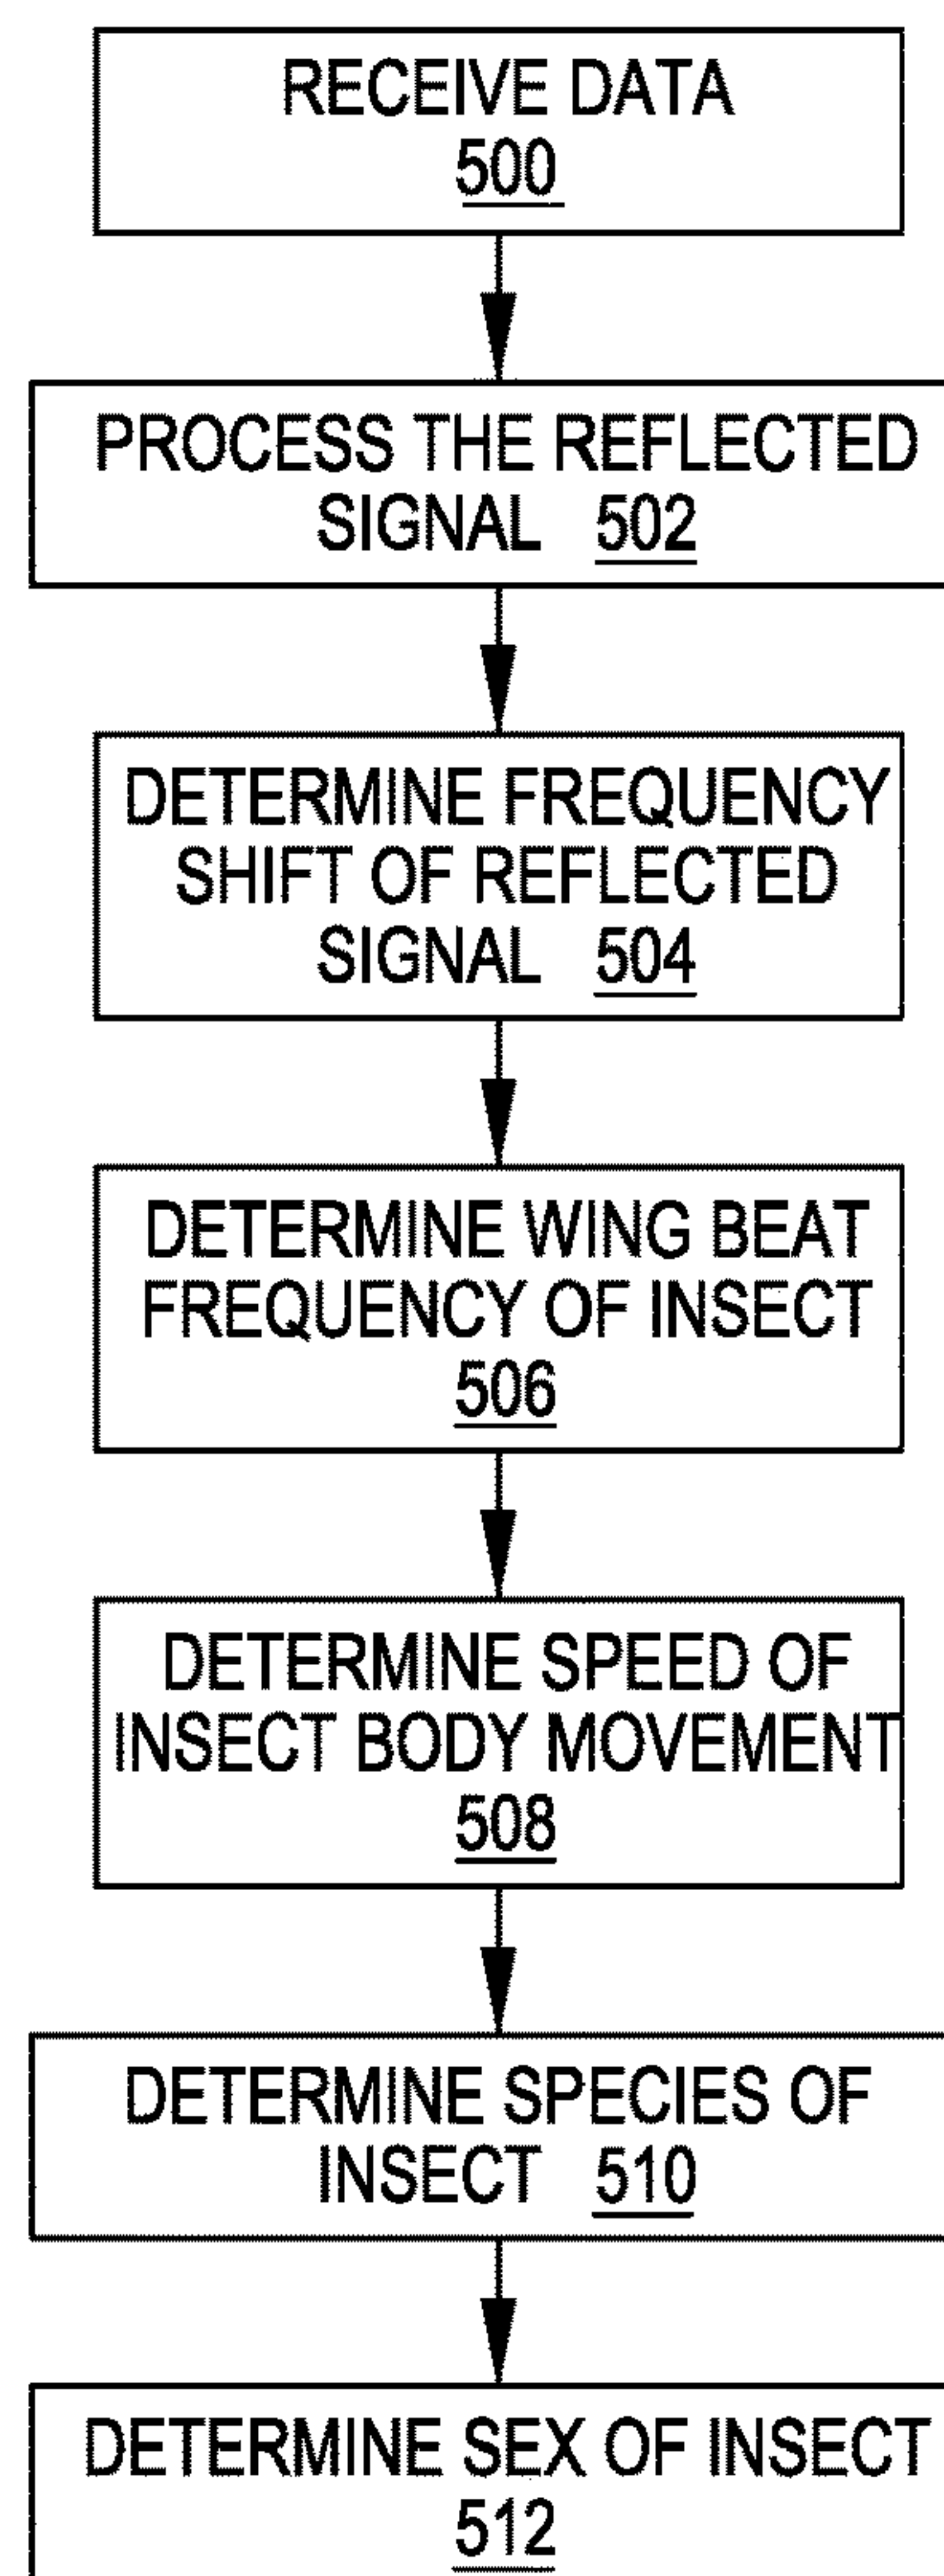 RECEIVE DATA
500
PROCESS THE REFLECTED
SIGNAL 502
DETERMINE FREQUENCY
SHIFT OF REFLECTED
SIGNAL 504
DETERMINE WING BEAT
FREQUENCY OF INSECT
506
DETERMINE SPEED OF
INSECT BODY MOVEMENT
508
DETERMINE SPECIES OF
INSECT 510
DETERMINE SEX OF INSECT
512